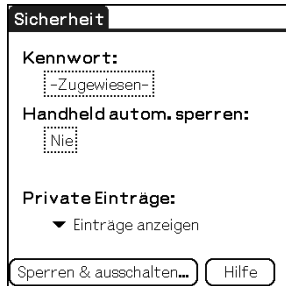 Sicherheit
Kennwort:
-Zugewiesen-
Handheld autom. sperren:
Nie
Private Einträge:
Einträge anzeigen
Sperren & ausschalten... Hilfe